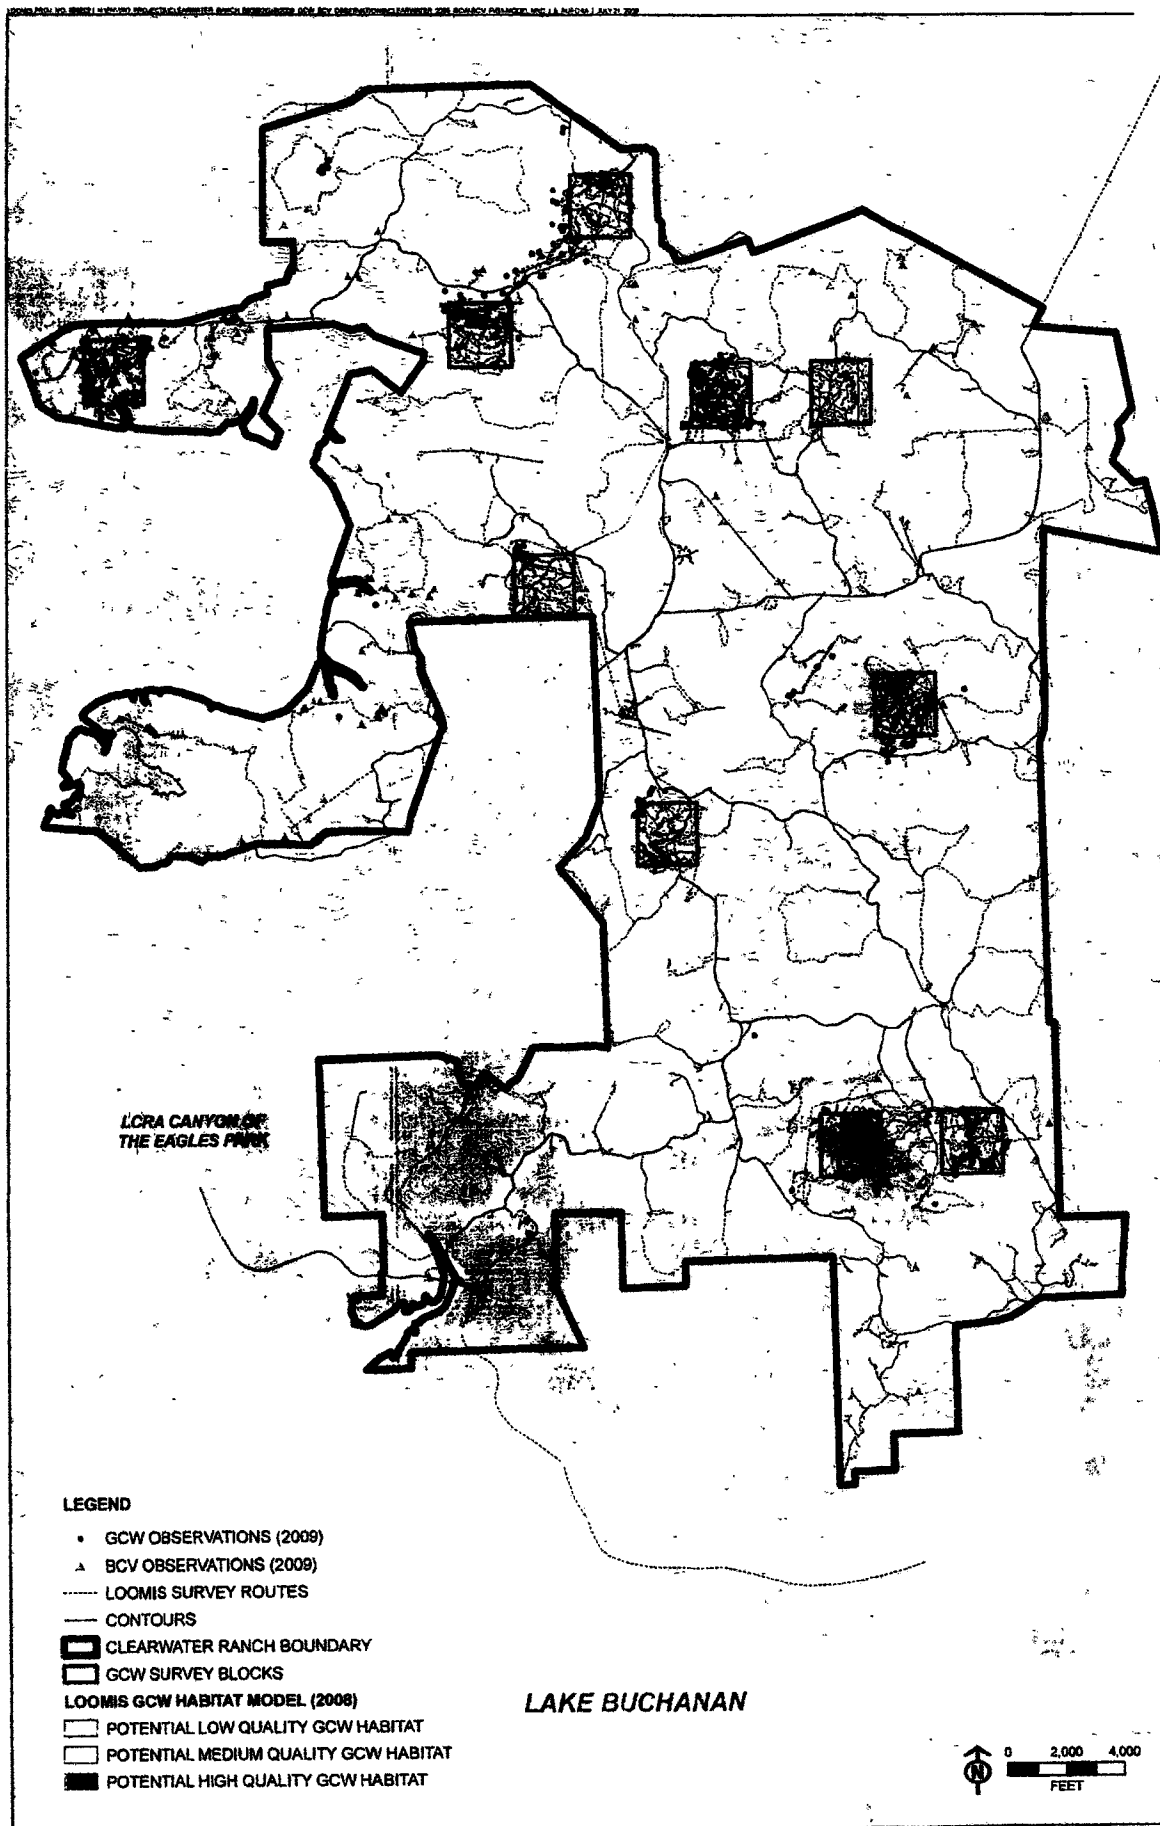 LCRA CANYON OF
THE EAGLES PARK
LEGEND
GCW OBSERVATIONS (2009)
BCV OBSERVATIONS (2009)
LOOMIS SURVEY ROUTES
CONTOURS
CLEARWATER RANCH BOUNDARY
GCW SURVEY BLOCKS
LOOMIS GCW HABITAT MODEL (2008)
POTENTIAL LOW QUALITY GCW HABITAT
POTENTIAL MEDIUM QUALITY GCW HABITAT
POTENTIAL HIGH QUALITY GCW HABITAT
LAKE BUCHANAN
N
0 2,000 4,000
FEET